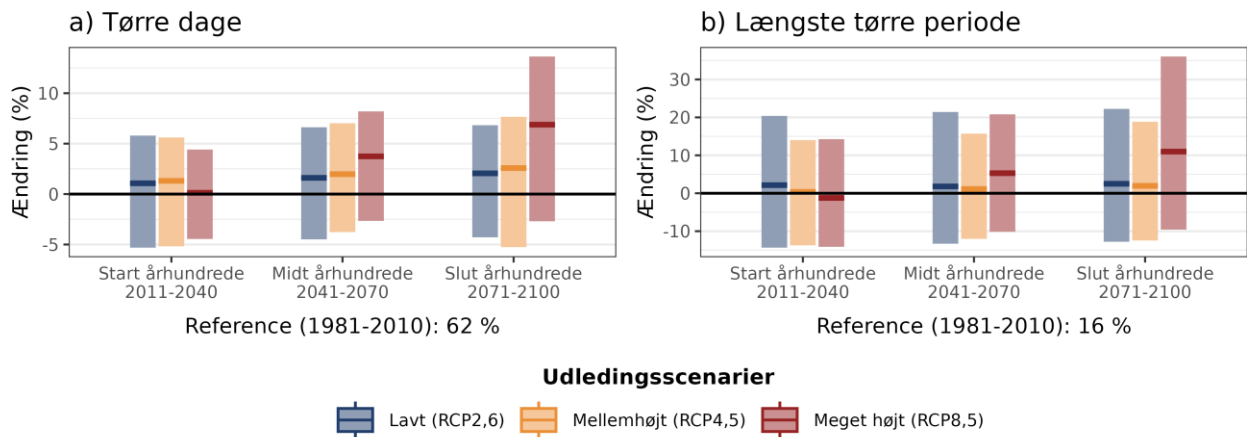 a) Tørre dage
Ændring (%)
10
5
0
-5
Start århundrede
2011-2040
Midt århundrede
2041-2070
Slut århundrede
2071-2100
Reference (1981-2010): 62 %
b) Længste tørre periode
Ændring (%)
30
20
10
0
-10
Start århundrede
2011-2040
Midt århundrede
2041-2070
Slut århundrede
2071-2100
Reference (1981-2010): 16 %
Udledingsscenarier
Lavt (RCP2,6)
Mellemhøjt (RCP4,5)
Meget højt (RCP8,5)